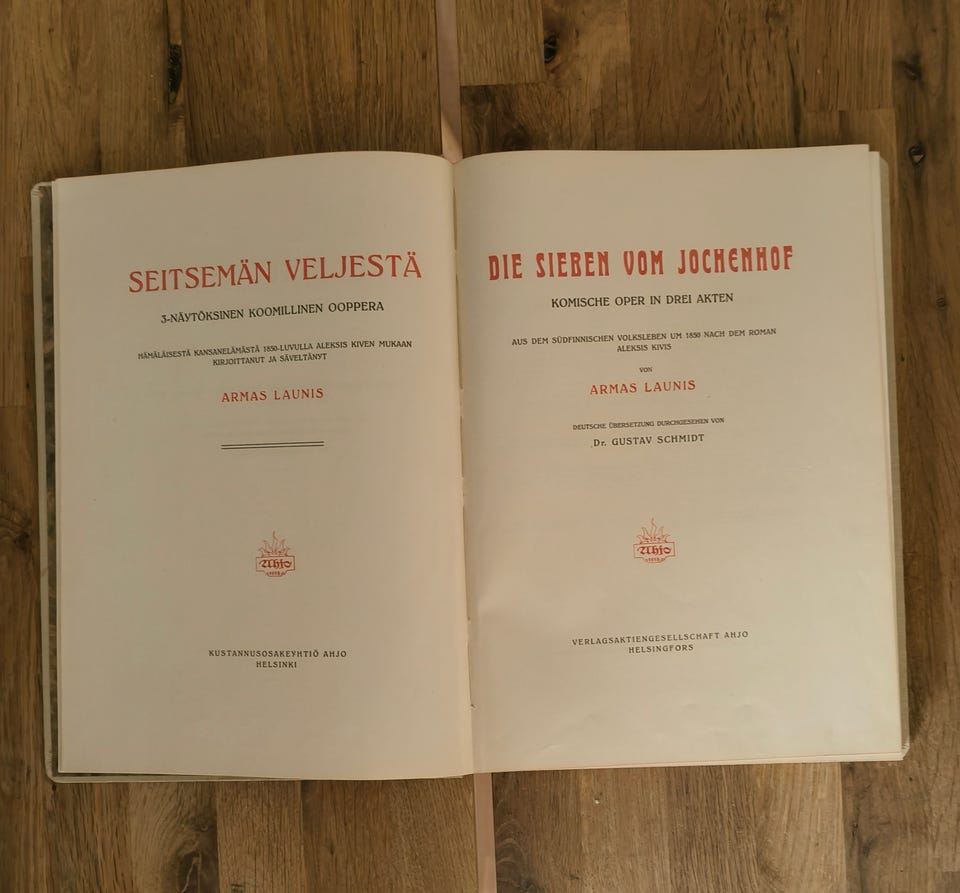 SEITSEMÄN VELJESTÄ
3-NÄYTÖKSINEN KOOMILLINEN OOPPERA
HÄMÄLÄISESTÄ KANSANELÄMÄSTÄ 1850-LUVULLA ALEKSIS KIVEN MUKAAN
KIRJOITTANUT JA SÄVELTÄNYT
ARMAS LAUNIS
Ahjo
KUSTANNUSOSAKEYHTIÖ AHJO
HELSINKI
DIE SIEBEN VOM JOCHENHOF
KOMISCHE OPER IN DREI AKTEN
AUS DEM SÜDFINNISCHEN VOLKSLEBEN UM 1850 NACH DEM ROMAN
ALEKSIS KIVIS
VON
ARMAS LAUNIS
DEUTSCHE ÜBERSETZUNG DURCHGESEHEN VON
Dr. GUSTAV SCHMIDT
Ahjo
VERLAGSAKTIENGESELLSCHAFT AHJO
HELSINGFORS